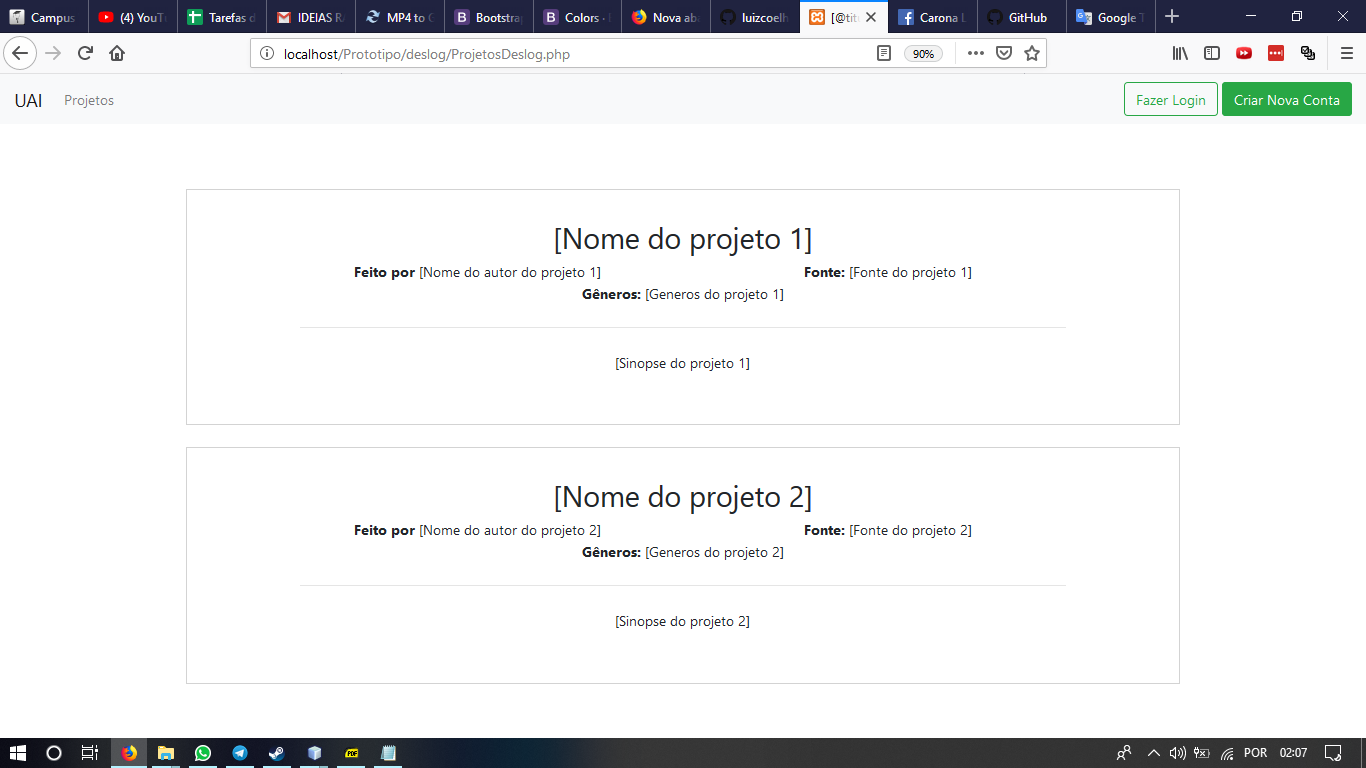 Campus
(4) YouT
Tarefas d
IDEIAS R
MP4 to G
Bootstra
Colors ·
Nova ab
luizcoelh
[@tit
Carona L
GitHub
Google T
localhost/Prototipo/deslog/ProjetosDeslog.php
90%
UAI
Projetos
Fazer Login
Criar Nova Conta
[Nome do projeto 1]
Feito por [Nome do autor do projeto 1]
Fonte: [Fonte do projeto 1]
Gêneros: [Generos do projeto 1]
[Sinopse do projeto 1]
[Nome do projeto 2]
Feito por [Nome do autor do projeto 2]
Fonte: [Fonte do projeto 2]
Gêneros: [Generos do projeto 2]
[Sinopse do projeto 2]
PDF
POR
02:07